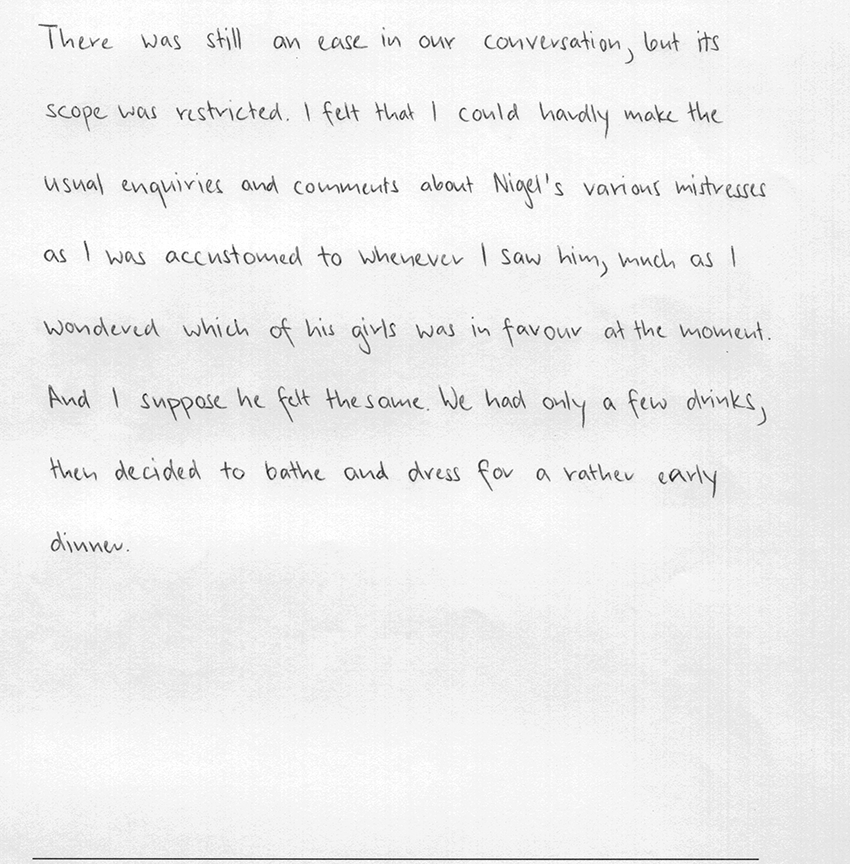 There was still an ease in our conversation, but its
scope was restricted. I felt that I could hardly make the
usual enquiries and comments about Nigel's various mistresses
as I was accustomed to whenever I saw him, much as I
wondered which of his girls was in favour at the moment.
And I suppose he felt the same. We had only a few drinks,
then decided to bathe and dress for a rather early
dinner.